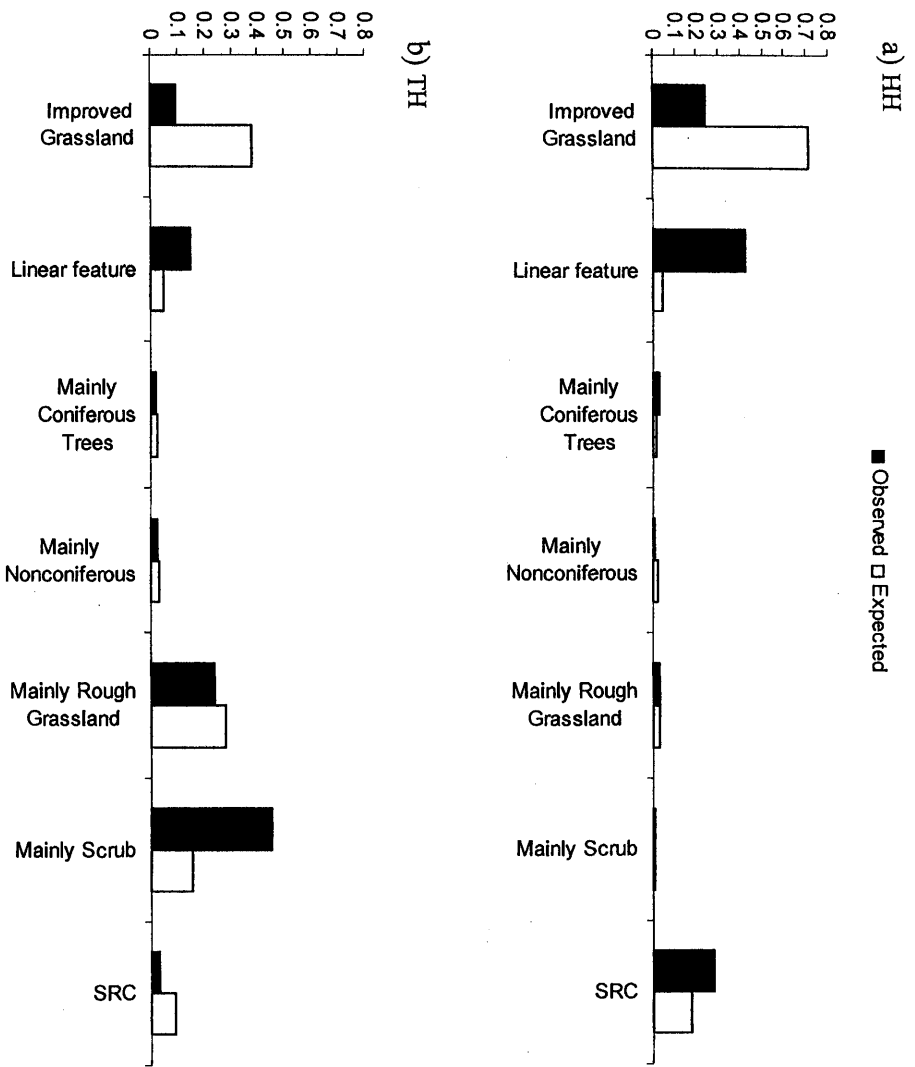 ■ Observed □ Expected
a) HH
0.8
0.7
0.6
0.5
0.4
0.3
0.2
0.1
0
Improved
Grassland
Linear feature
Mainly
Coniferous
Trees
Mainly
Nonconiferous
Mainly Rough
Grassland
Mainly Scrub
SRC
b) TH
0.8
0.7
0.6
0.5
0.4
0.3
0.2
0.1
0
Improved
Grassland
Linear feature
Mainly
Coniferous
Trees
Mainly
Nonconiferous
Mainly Rough
Grassland
Mainly Scrub
SRC